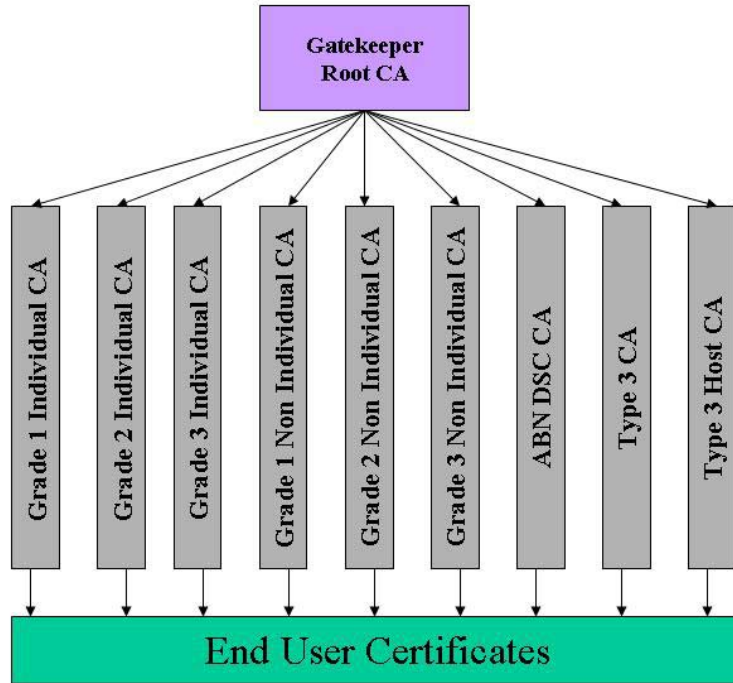 Gatekeeper
Root CA
Grade 1 Individual CA
Grade 2 Individual CA
Grade 3 Individual CA
Grade 1 Non Individual CA
Grade 2 Non Individual CA
Grade 3 Non Individual CA
ABN DSC CA
Type 3 CA
Type 3 Host CA
End User Certificates